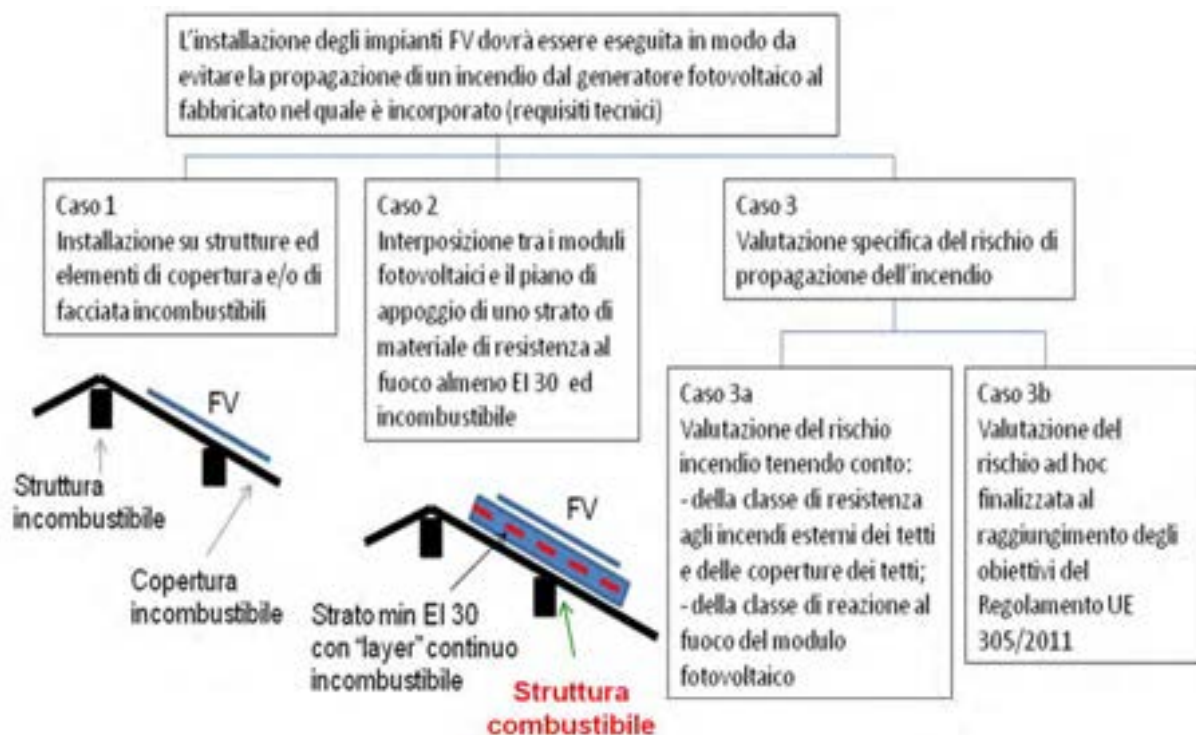 L'installazione degli impianti FV dovrà essere eseguita in modo da
evitare la propagazione di un incendio dal generatore fotovoltaico al
fabbricato nel quale è incorporato (requisiti tecnici)
Caso 1
Installazione su strutture ed
elementi di copertura e/o di
facciata incombustibili
FV
Struttura
incombustibile
Copertura
incombustibile
Caso 2
Interposizione tra i moduli
fotovoltaici e il piano di
appoggio di uno strato di
materiale di resistenza al
fuoco almeno EI 30 ed
incombustibile
FV
Strato min EI 30
con "layer" continuo
incombustibile
Struttura
combustibile
Caso 3
Valutazione specifica del rischio di
propagazione dell'incendio
Caso 3a
Valutazione del rischio
incendio tenendo conto:
- della classe di resistenza
agli incendi esterni dei tetti
e delle coperture dei tetti;
- della classe di reazione al
fuoco del modulo
fotovoltaico
Caso 3b
Valutazione del
rischio ad hoc
finalizzata al
raggiungimento degli
obiettivi del
Regolamento UE
305/2011